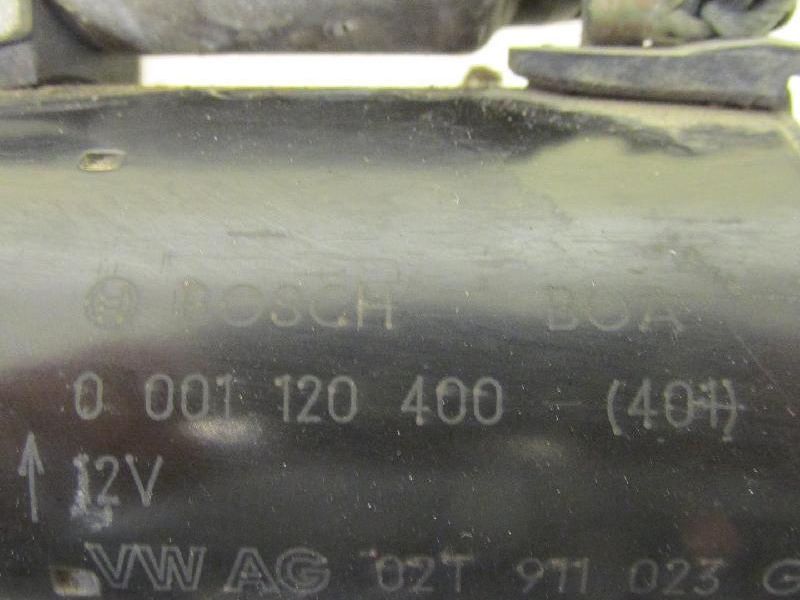 BOSCH BOA
0 001 120 400 - (401)
12V
VW AG 02T 911 023 G